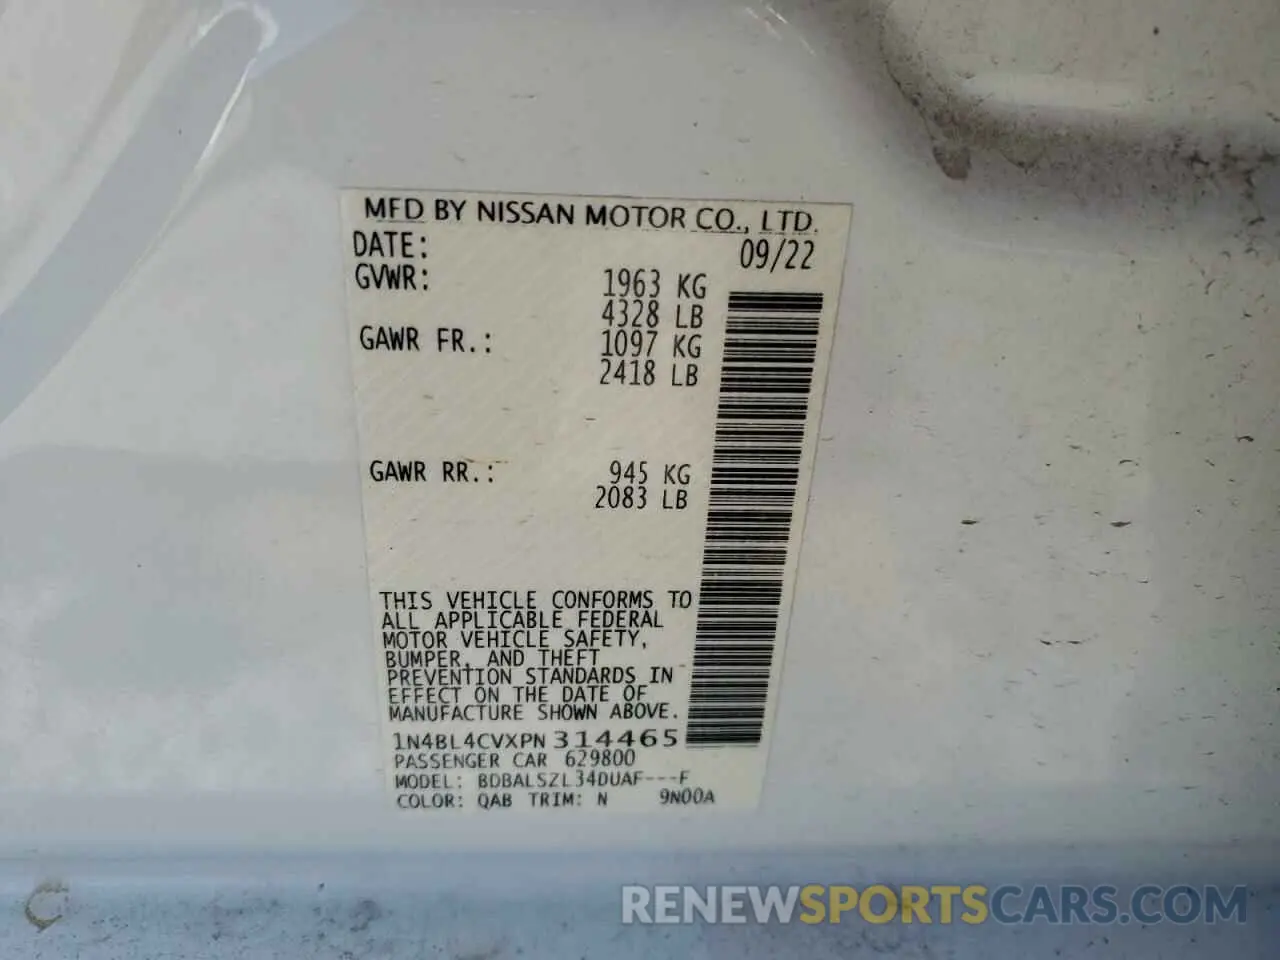 MFD BY NISSAN MOTOR CO., LTD.
DATE: 09/22
GVWR: 1963 KG
4328 LB
GAWR FR.: 1097 KG
2418 LB
GAWR RR.: 945 KG
2083 LB
THIS VEHICLE CONFORMS TO
ALL APPLICABLE FEDERAL
MOTOR VEHICLE SAFETY,
BUMPER, AND THEFT
PREVENTION STANDARDS IN
EFFECT ON THE DATE OF
MANUFACTURE SHOWN ABOVE.
1N4BL4CVXPN314465
PASSENGER CAR 629800
MODEL: BDBALSZL34DUAF---F
COLOR: QAB TRIM: N 9N00A
RENEWSPORTSCARS.COM